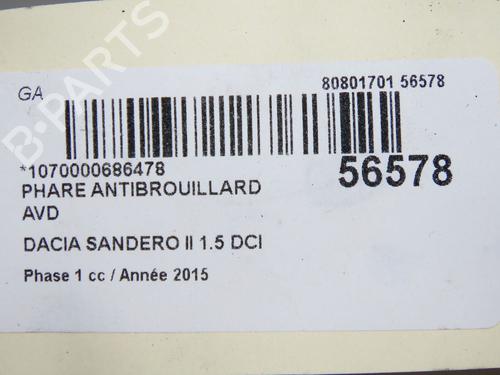 GA
80801701 56578
*1070000686478
56578
PHARE ANTIBROUILLARD
AVD
DACIA SANDERO II 1.5 DCI
Phase 1 cc / Année 2015
B-PARTS